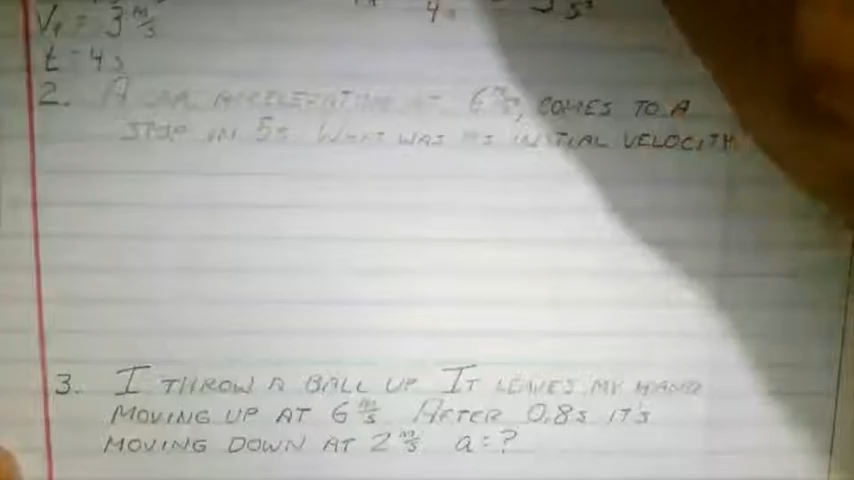 V₁ = 3 m/s
4s
t = 4s
2. A car accelerating at 6 m/s², COMES TO A
STOP IN 5s WHAT WAS ITS INITIAL VELOCITY
3. I THROW A BALL UP IT LEAVES MY HAND
MOVING UP AT 6 m/s AFTER 0.8s IT'S
MOVING DOWN AT 2 m/s a = ?